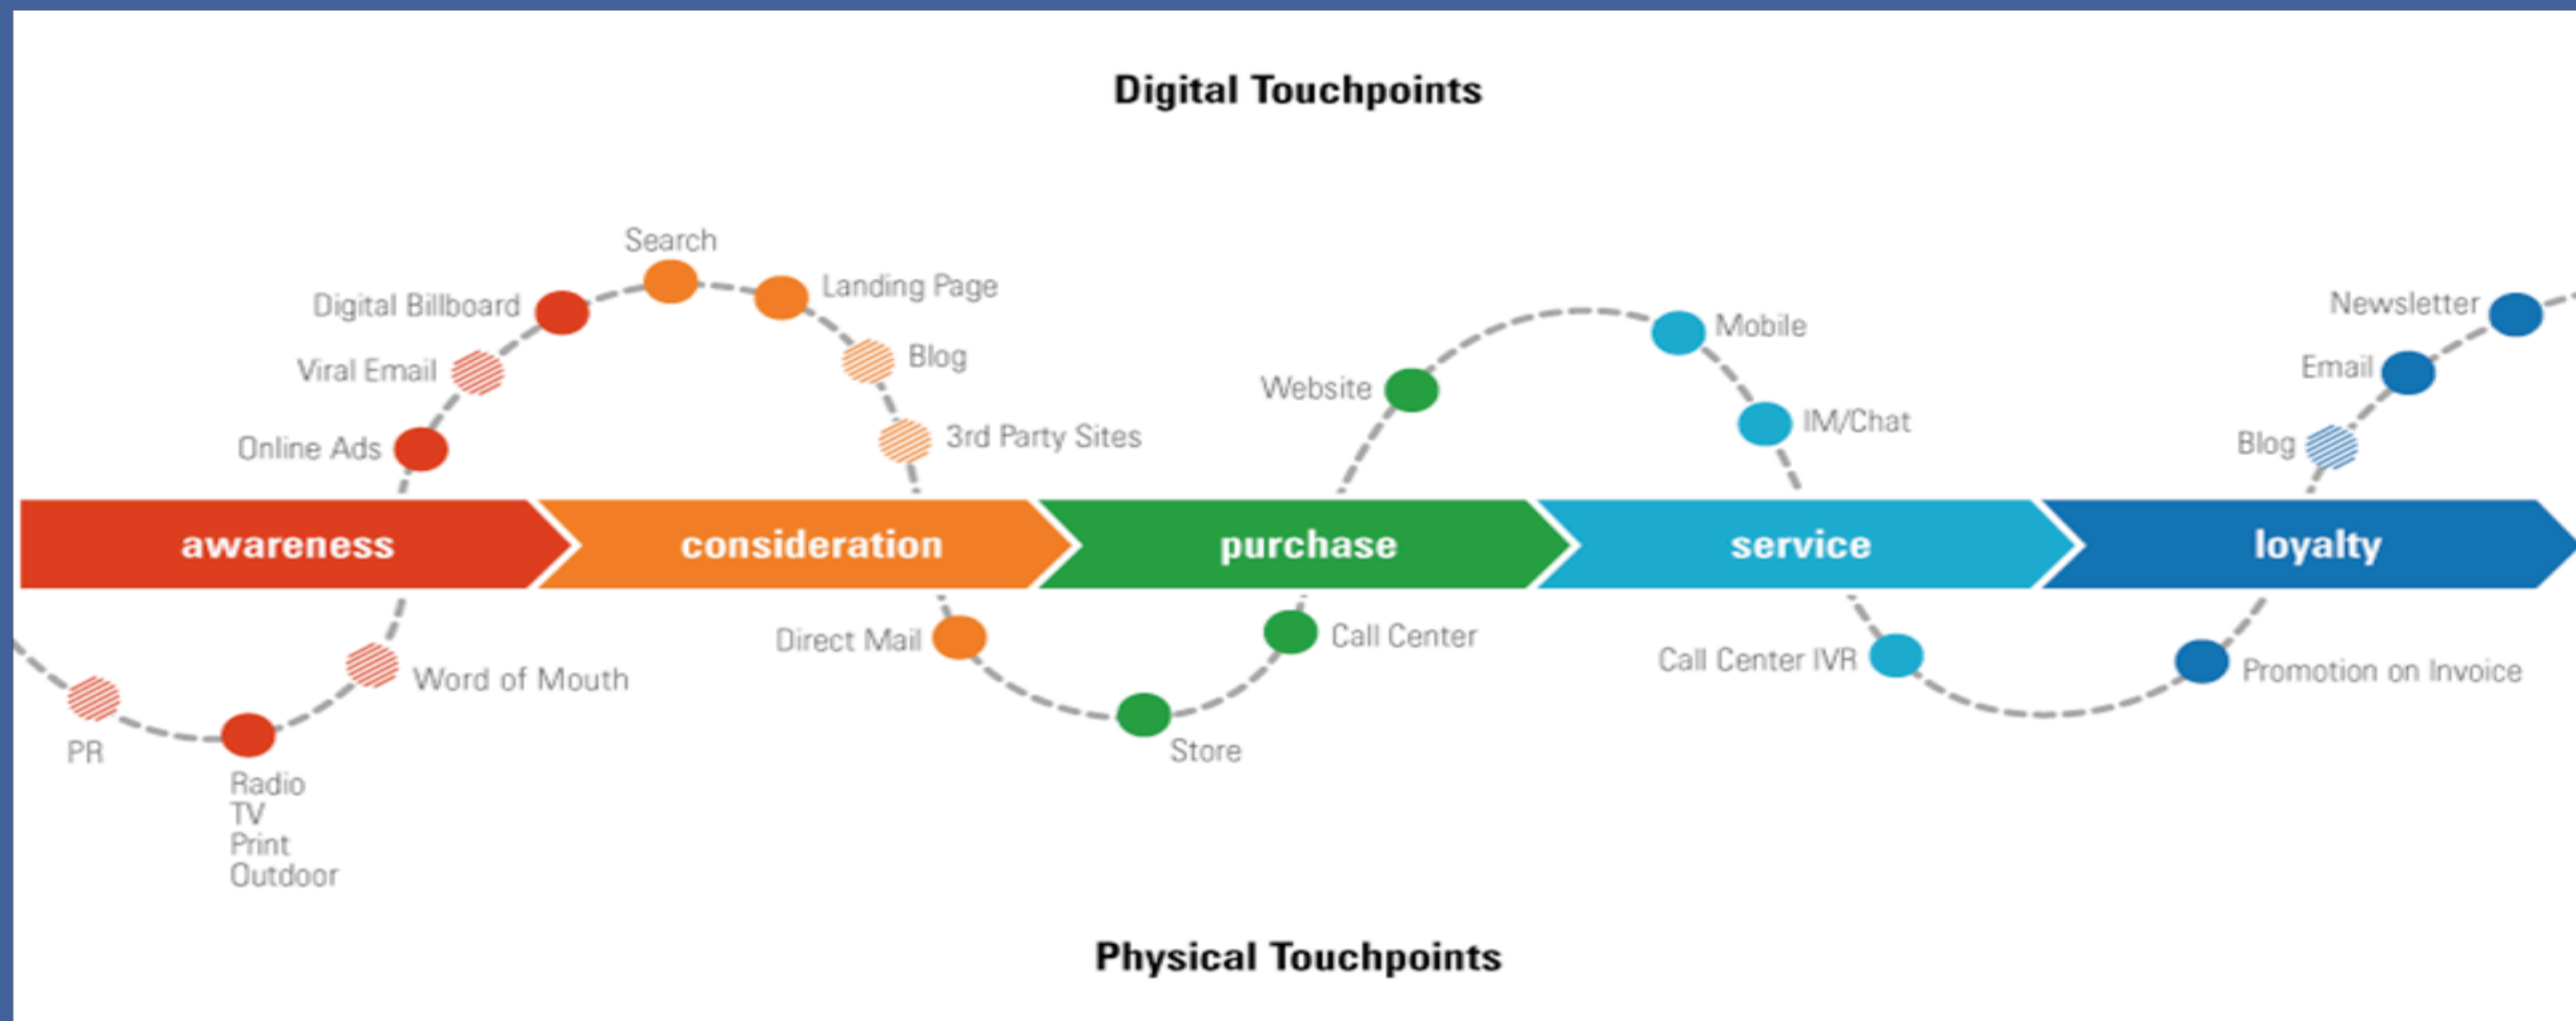 Digital Touchpoints
Search
Landing Page
Digital Billboard
Newsletter
Mobile
Blog
Viral Email
Email
Website
IM/Chat
3rd Party Sites
Online Ads
Blog
awareness
consideration
purchase
service
loyalty
Direct Mail
Call Center
Call Center IVR
Promotion on Invoice
Word of Mouth
PR
Store
Radio
TV
Print
Outdoor
Physical Touchpoints